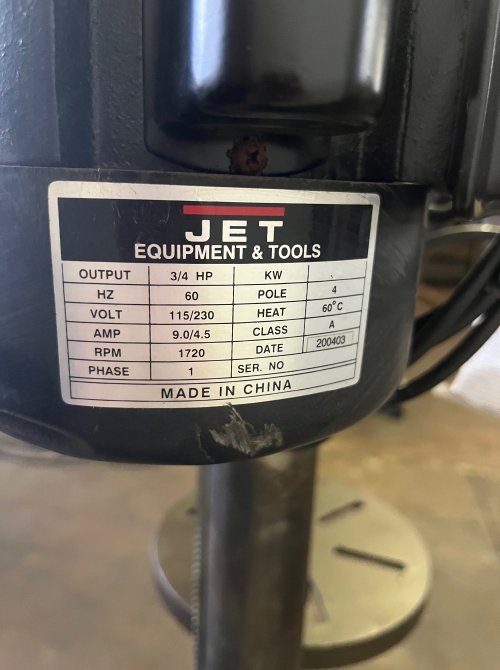 JET
EQUIPMENT & TOOLS
OUTPUT 3/4 HP KW
HZ 60 POLE 4
VOLT 115/230 HEAT 60°C
AMP 9.0/4.5 CLASS A
RPM 1720 DATE 200403
PHASE 1 SER. NO
MADE IN CHINA